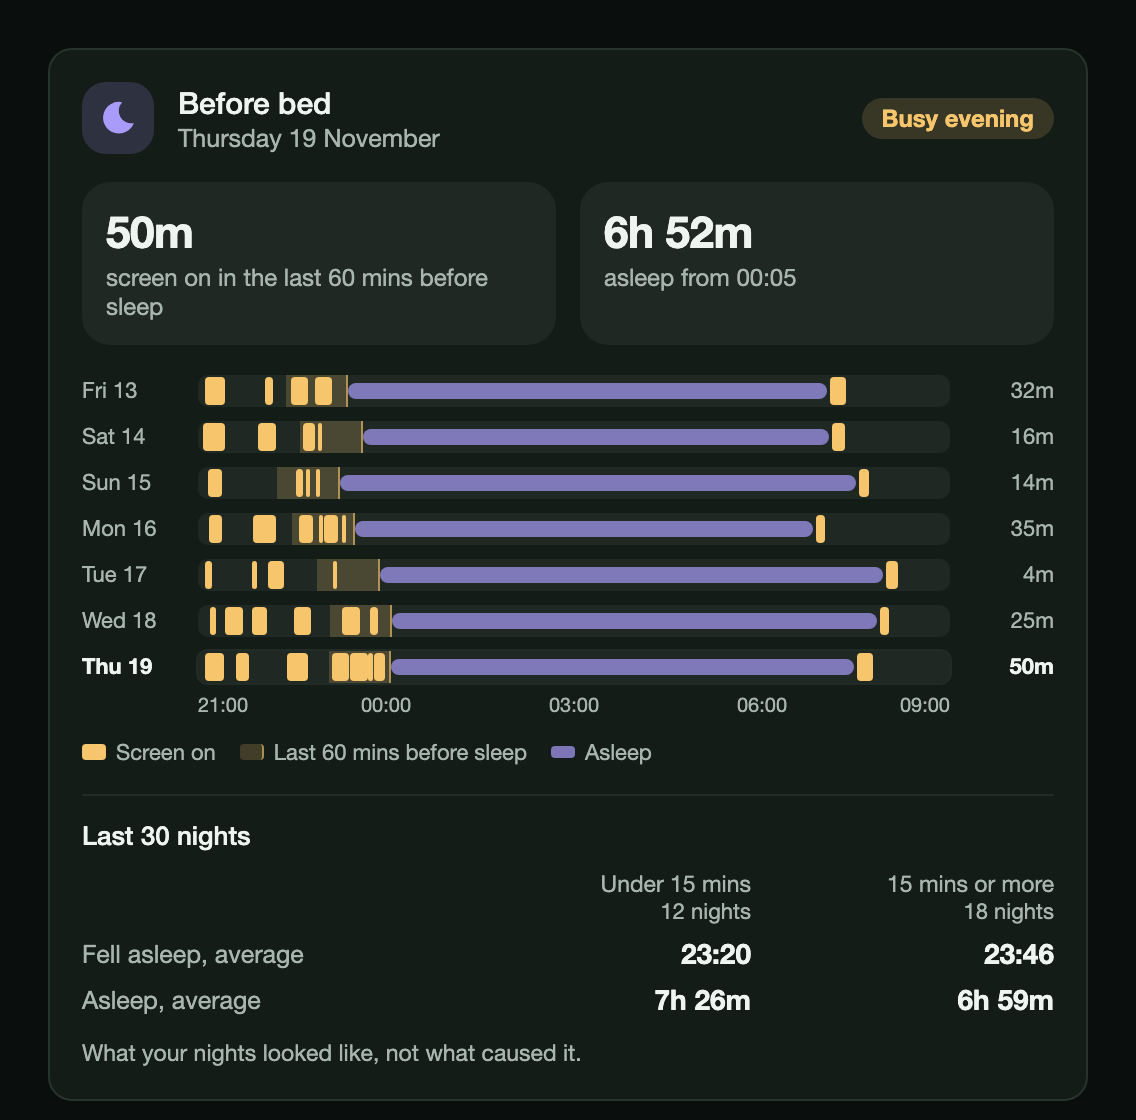 Before bed
Thursday 19 November
Busy evening
50m
screen on in the last 60 mins before
sleep
6h 52m
asleep from 00:05
Fri 13 32m
Sat 14 16m
Sun 15 14m
Mon 16 35m
Tue 17 4m
Wed 18 25m
Thu 19 50m
21:00 00:00 03:00 06:00 09:00
Screen on Last 60 mins before sleep Asleep
Last 30 nights
Under 15 mins 15 mins or more
12 nights 18 nights
Fell asleep, average 23:20 23:46
Asleep, average 7h 26m 6h 59m
What your nights looked like, not what caused it.